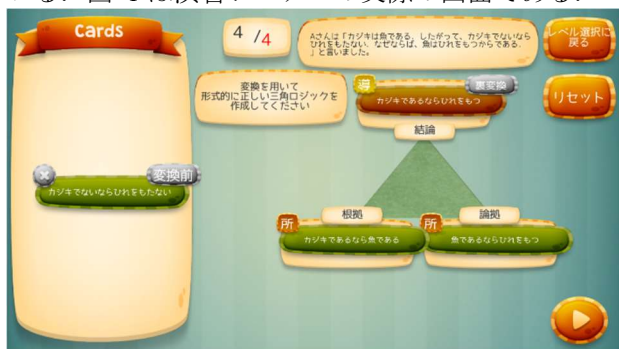 Cards
4 /4
Aさんは「カジキは魚である。したがって、カジキでないなら
ひれをもたない。なぜならば、魚はひれをもつからである。
」と言いました。
レベル選択に
戻る
変換を用いて
形式的に正しい三角ロジックを
作成してください
導
裏変換
カジキであるならひれをもつ
リセット
結論
×
変換前
カジキでないならひれをもたない
根拠
所
カジキであるなら魚である
論拠
所
魚であるならひれをもつ